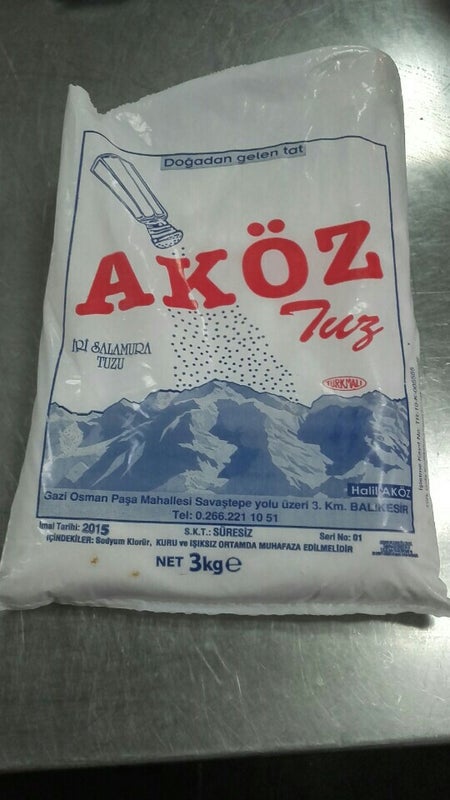 Doğadan gelen tat
AKÖZ
Tuz
İRİ SALAMURA
TUZU
TÜRKMALI
Halil AKÖZ
Gazi Osman Paşa Mahallesi Savaştepe yolu üzeri 3. Km. BALIKESİR
Tel: 0.266.221 10 51
İmal Tarihi: 2015 S.K.T.: SÜRESİZ Seri No: 01
İÇİNDEKİLER: Sodyum Klorür, KURU ve IŞIKSIZ ORTAMDA MUHAFAZA EDİLMELİDİR
NET 3kg e